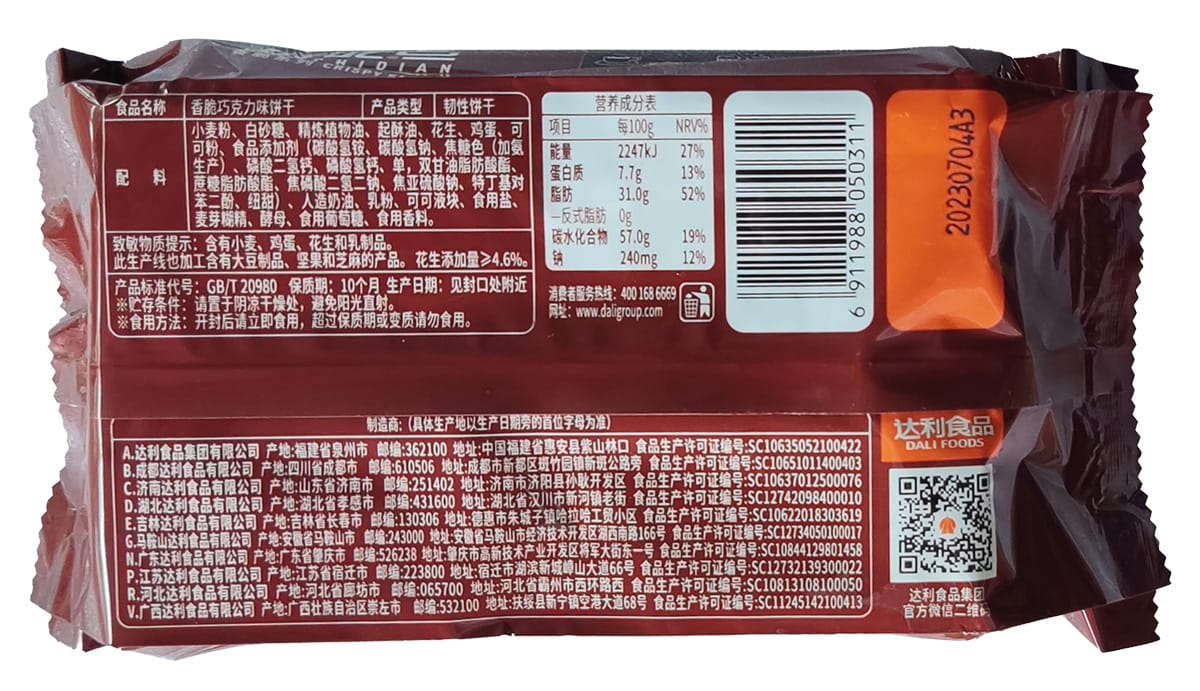 HIDIAN
食品名称 香脆巧克力味饼干 产品类型 韧性饼干
配料
小麦粉、白砂糖、精炼植物油、起酥油、花生、鸡蛋、可
可粉、食品添加剂（碳酸氢铵、碳酸氢钠、焦糖色（加氨
生产）、磷酸二氢钙、磷酸氢钙、单，双甘油脂肪酸酯、
蔗糖脂肪酸酯、焦磷酸二氢二钠、焦亚硫酸钠、特丁基对
苯二酚、纽甜）、人造奶油、乳粉、可可液块、食用盐、
麦芽糊精、酵母、食用葡萄糖、食用香料。
致敏物质提示：含有小麦、鸡蛋、花生和乳制品。
此生产线也加工含有大豆制品、坚果和芝麻的产品。花生添加量≥4.6%。
产品标准代号：GB/T 20980 保质期：10个月 生产日期：见封口处附近
※贮存条件：请置于阴凉干燥处，避免阳光直射。
※食用方法：开封后请立即食用，超过保质期或变质请勿食用。
营养成分表
项目 每100g NRV%
能量 2247kJ 27%
蛋白质 7.7g 13%
脂肪 31.0g 52%
—反式脂肪 0g
碳水化合物 57.0g 19%
钠 240mg 12%
消费者服务热线：400 168 6669
网址：www.daligroup.com
6 911988 050311
20230704A3
制造商：（具体生产地以生产日期旁的首位字母为准）
A.达利食品集团有限公司 产地:福建省泉州市 邮编:362100 地址:中国福建省惠安县紫山林口 食品生产许可证编号:SC10635052100422
B.成都达利食品有限公司 产地:四川省成都市 邮编:610506 地址:成都市新都区斑竹园镇新斑公路旁 食品生产许可证编号:SC10651011400403
C.济南达利食品有限公司 产地:山东省济南市 邮编:251402 地址:济南市济阳县孙耿开发区 食品生产许可证编号:SC10637012500076
D.湖北达利食品有限公司 产地:湖北省孝感市 邮编:431600 地址:湖北省汉川市新河镇老街 食品生产许可证编号:SC12742098400010
E.吉林达利食品有限公司 产地:吉林省长春市 邮编:130306 地址:德惠市朱城子镇哈拉哈工贸小区 食品生产许可证编号:SC10622018303619
G.马鞍山达利食品有限公司 产地:安徽省马鞍山市 邮编:243000 地址:安徽省马鞍山市经济技术开发区湖西南路166号 食品生产许可证编号:SC12734050100017
N.广东达利食品有限公司 产地:广东省肇庆市 邮编:526238 地址:肇庆市高新技术产业开发区将军大街东一号 食品生产许可证编号:SC10844129801458
P.江苏达利食品有限公司 产地:江苏省宿迁市 邮编:223800 地址:宿迁市湖滨新城嶂山大道66号 食品生产许可证编号:SC12732139300022
R.河北达利食品有限公司 产地:河北省廊坊市 邮编:065700 地址:河北省霸州市西环路西 食品生产许可证编号:SC10813108100050
V.广西达利食品有限公司 产地:广西壮族自治区崇左市 邮编:532100 地址:扶绥县新宁镇空港大道68号 食品生产许可证编号:SC11245142100413
达利食品
DALI FOODS
达利食品集团
官方微信二维码